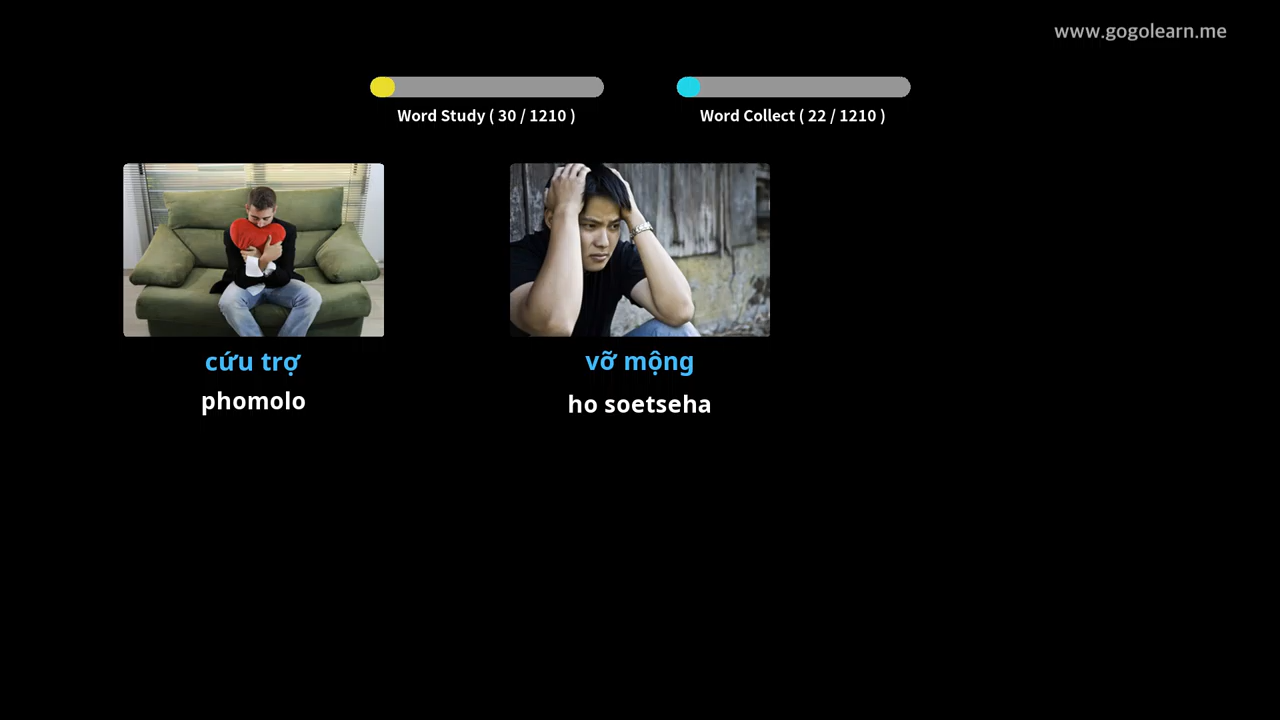 www.gogolearn.me
Word Study ( 30 / 1210 )
Word Collect ( 22 / 1210 )
cứu trợ
phomolo
vỡ mộng
ho soetseha